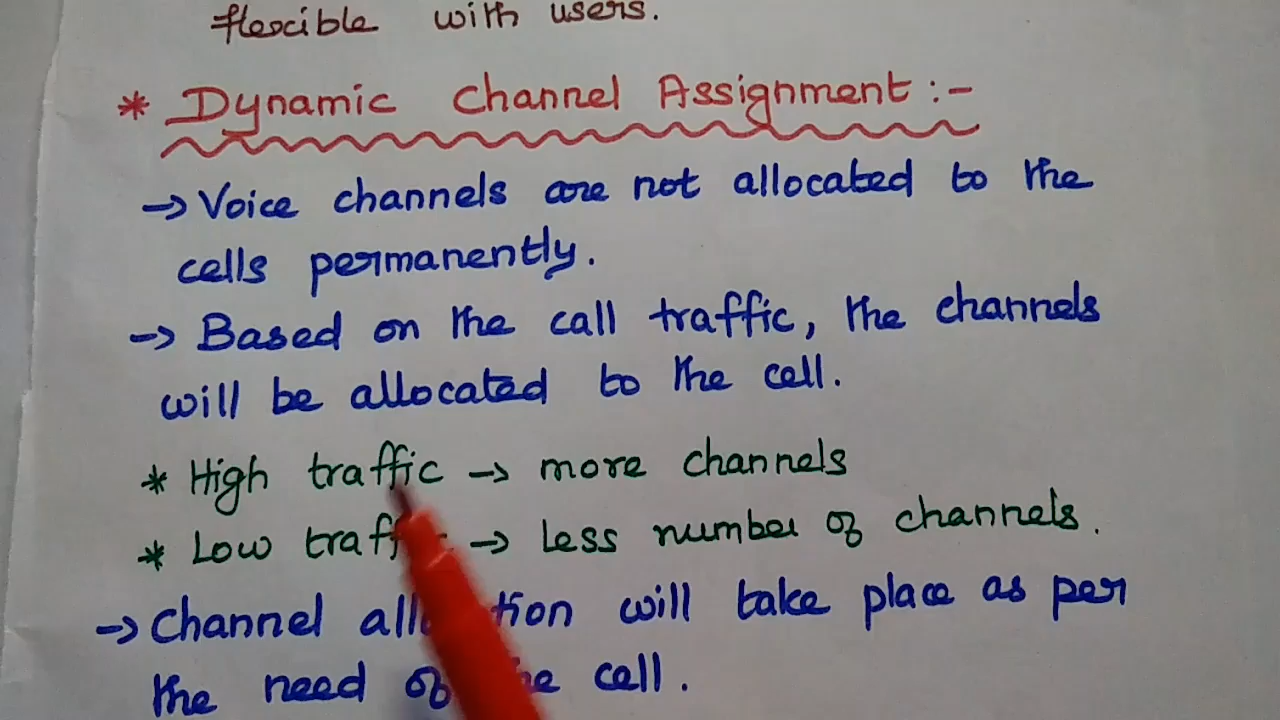 flexcible with users.
* Dynamic channel Assignment :-
→ Voice channels are not allocated to the
cells permanently.
→ Based on the call traffic, the channels
will be allocated to the cell.
* High traffic → more channels
* Low → Less number of channels.
→ Channel will take place as per
the need of cell.